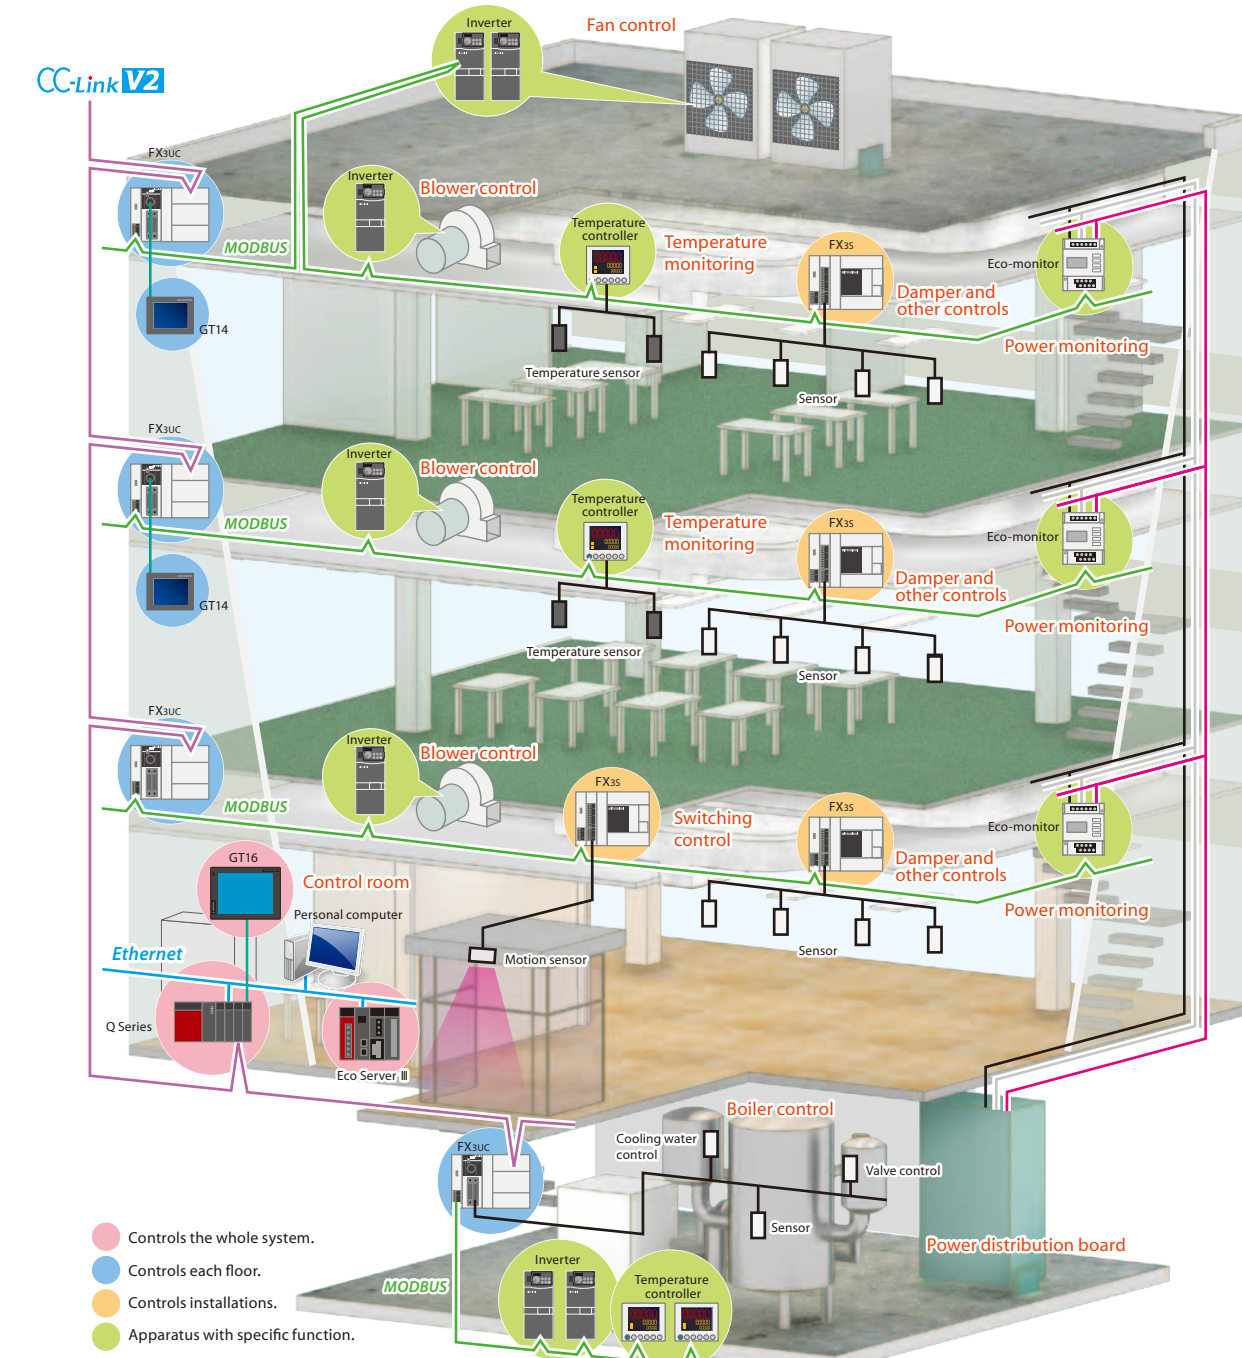 Inverter
Fan control
CC-Link V2
FX3UC
Inverter
Blower control
MODBUS
Temperature
controller
Temperature
monitoring
FX3S
Eco-monitor
Damper and
other controls
GT14
Power monitoring
Temperature sensor
Sensor
FX3UC
Inverter
Blower control
MODBUS
Temperature
controller
Temperature
monitoring
FX3S
Eco-monitor
Damper and
other controls
GT14
Power monitoring
Temperature sensor
Sensor
FX3UC
Inverter
Blower control
MODBUS
FX3S
Switching
control
FX3S
Eco-monitor
Damper and
other controls
Power monitoring
Sensor
GT16
Control room
Personal computer
Ethernet
Motion sensor
Q Series
Eco Server III
Boiler control
FX3UC
Cooling water
control
Valve control
Sensor
Power distribution board
MODBUS
Inverter
Temperature
controller
Controls the whole system.
Controls each floor.
Controls installations.
Apparatus with specific function.